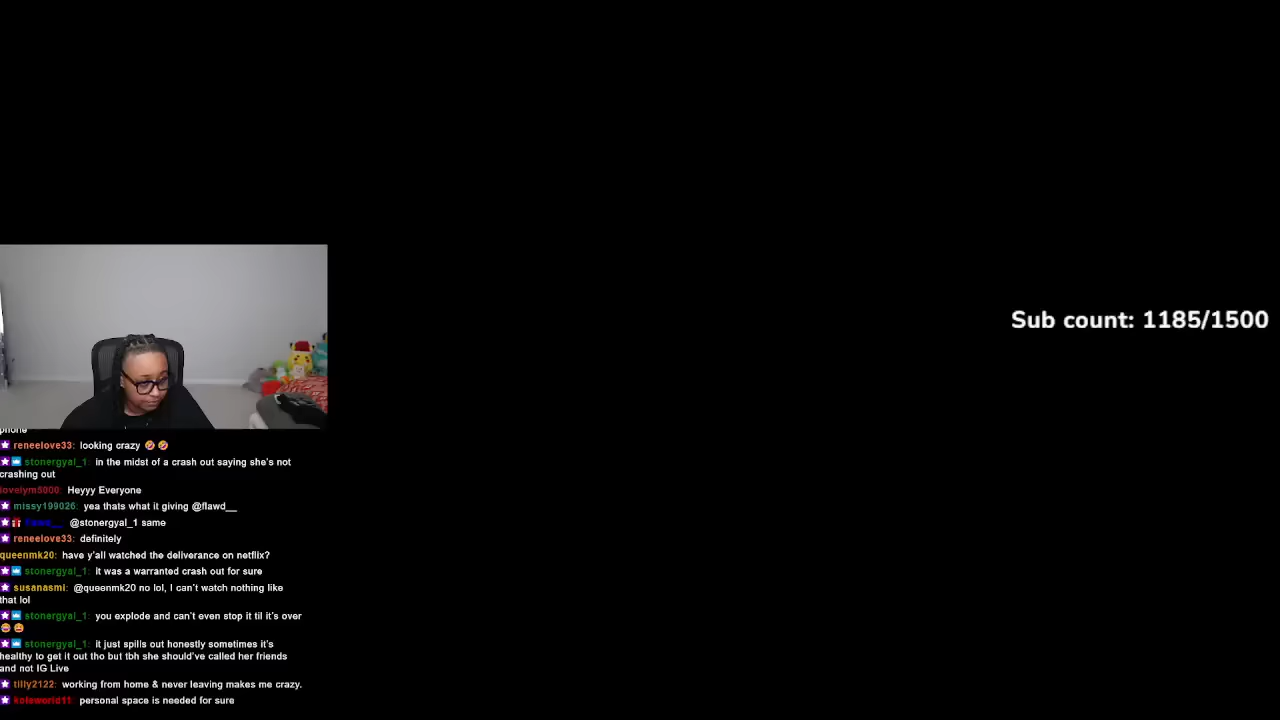 Sub count: 1185/1500
phone
reneelove33: looking crazy 🤣 🤣
stonergyal_1: in the midst of a crash out saying she's not
crashing out
lovelym5000: Heyyy Everyone
missy199026: yea thats what it giving @flawd__
flawd__: @stonergyal_1 same
reneelove33: definitely
queenmk20: have y'all watched the deliverance on netflix?
stonergyal_1: it was a warranted crash out for sure
susanasmi: @queenmk20 no lol, I can't watch nothing like
that lol
stonergyal_1: you explode and can't even stop it til it's over
stonergyal_1: it just spills out honestly sometimes it's
healthy to get it out tho but tbh she should've called her friends
and not IG Live
tilly2122: working from home & never leaving makes me crazy.
koleworld11: personal space is needed for sure